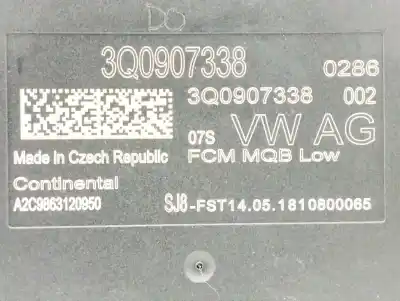 DO
3Q0907338 0286
3Q0907338 002
07S VW AG
Made in Czech Republic FCM MQB Low
Continental
A2C9863120950 SJ8-FST14.05.1810800065